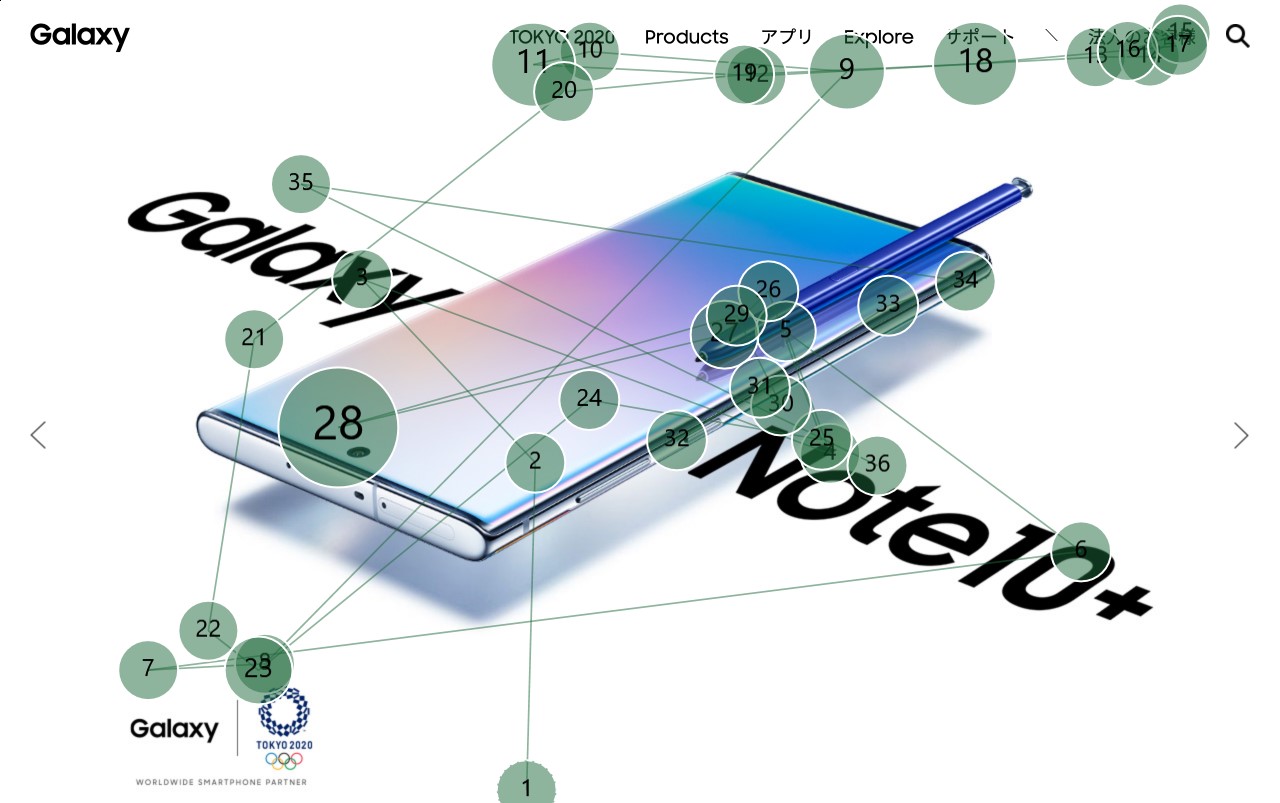 Galaxy
TOKYO 2020 Products アプリ Explore サポート 法人のお客様
15
10
16 17
11 18 13 14
19 12 9
20
35
Galaxy
3
34
26
33
29
27 5
21
31
24 30
28 32 25
4
2 36
Note10+
6
22
7 8
23
Galaxy
TOKYO 2020
WORLDWIDE SMARTPHONE PARTNER
1